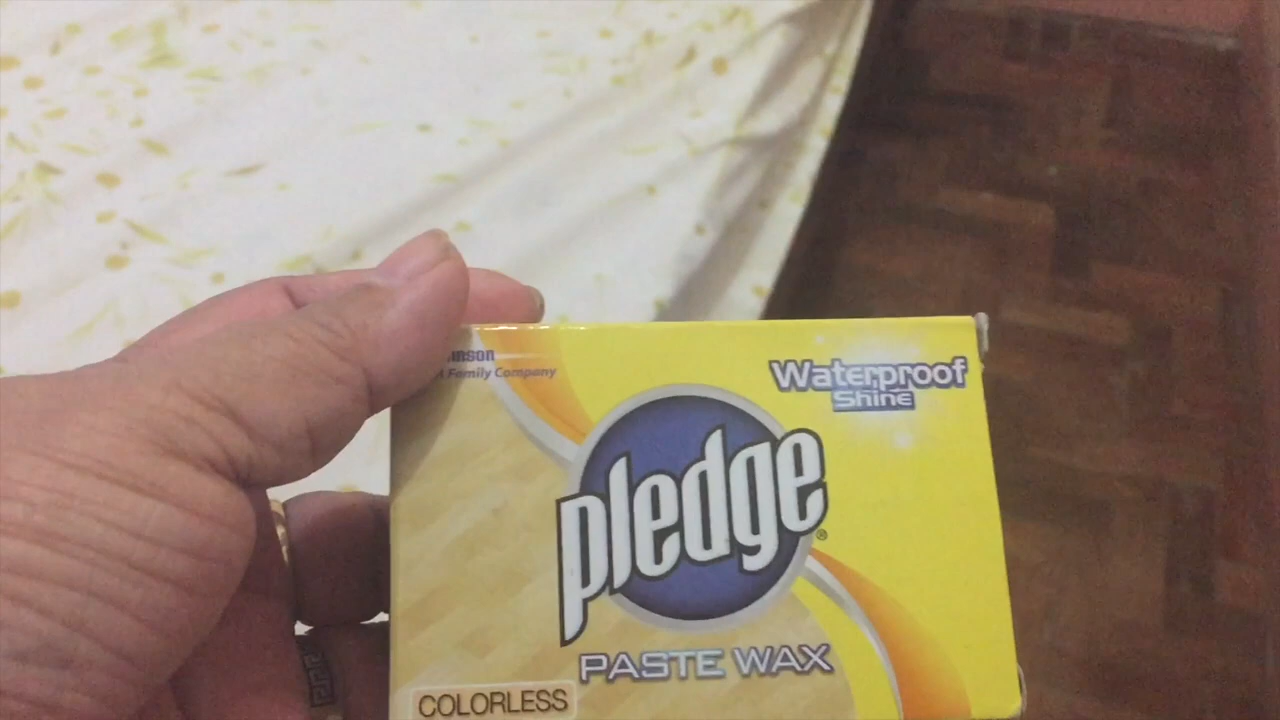 Family Company
Waterproof
Shine
pledge®
PASTE WAX
COLORLESS